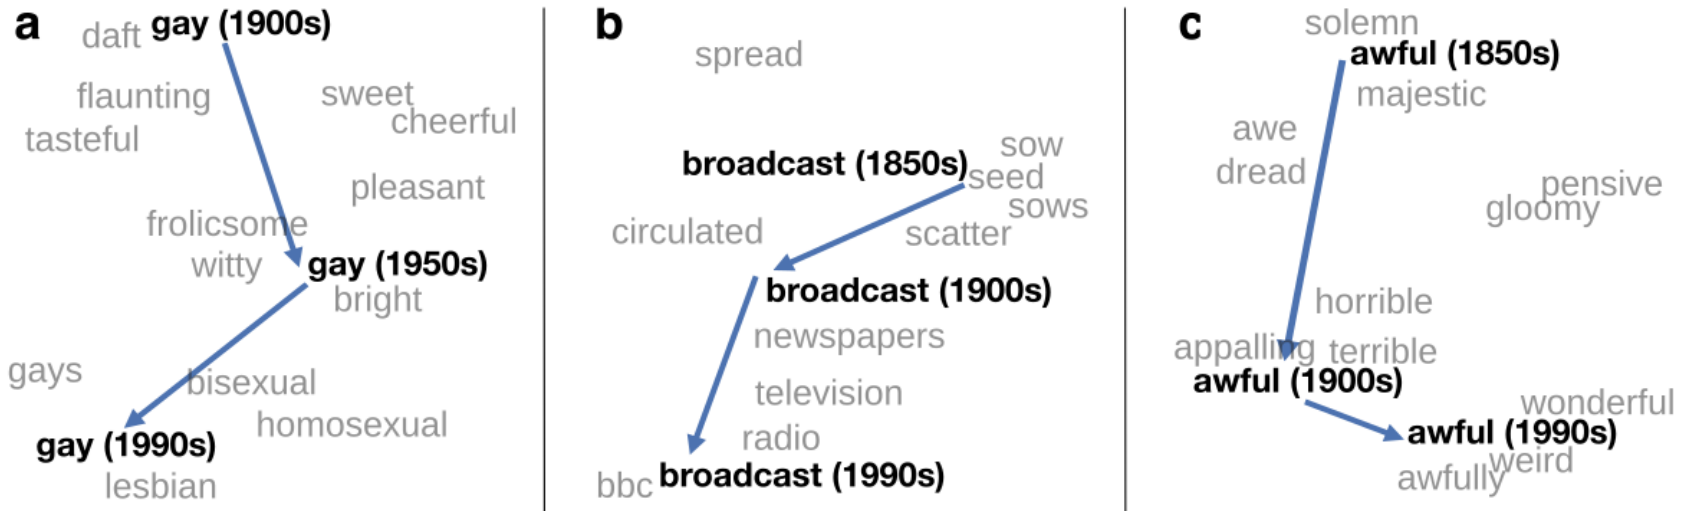 a
daft gay (1900s)
flaunting
sweet
tasteful
cheerful
pleasant
frolicsome
witty
gay (1950s)
bright
gays
bisexual
homosexual
gay (1990s)
lesbian
b
spread
sow
broadcast (1850s)
seed
sows
circulated
scatter
broadcast (1900s)
newspapers
television
radio
bbc broadcast (1990s)
c
solemn
awful (1850s)
majestic
awe
dread
pensive
gloomy
horrible
appalling terrible
awful (1900s)
wonderful
awful (1990s)
weird
awfully